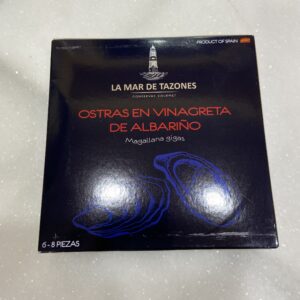 PRODUCT OF SPAIN
LA MAR DE TAZONES
CONSERVAS GOURMET
OSTRAS EN VINAGRETA
DE ALBARIÑO
Magallana gigas
6-8 PIEZAS